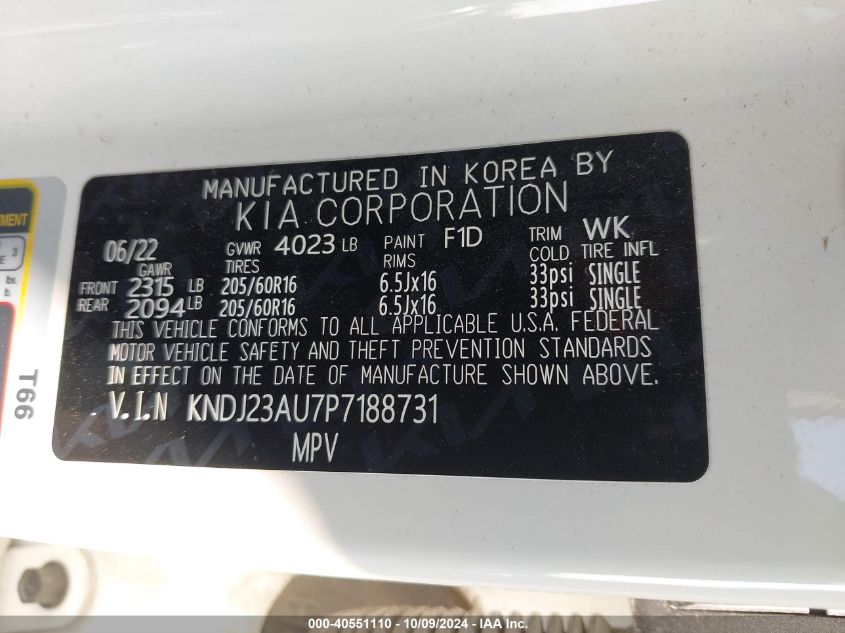 MANUFACTURED IN KOREA BY
KIA CORPORATION
06/22 GVWR 4023 LB PAINT F1D TRIM WK
GAWR TIRES RIMS COLD TIRE INFL
FRONT 2315 LB 205/60R16 6.5Jx16 33psi SINGLE
REAR 2094 LB 205/60R16 6.5Jx16 33psi SINGLE
THIS VEHICLE CONFORMS TO ALL APPLICABLE U.S.A. FEDERAL
MOTOR VEHICLE SAFETY AND THEFT PREVENTION STANDARDS
IN EFFECT ON THE DATE OF MANUFACTURE SHOWN ABOVE.
V.I.N KNDJ23AU7P7188731
MPV
3
lbs.
lb.
T66
000-40551110 - 10/09/2024 - IAA Inc.